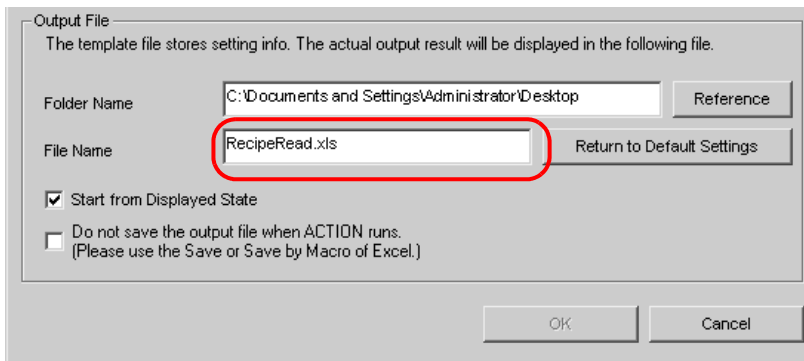 Output File
The template file stores setting info. The actual output result will be displayed in the following file.
Folder Name C:\Documents and Settings\Administrator\Desktop Reference
File Name RecipeRead.xls Return to Default Settings
Start from Displayed State
Do not save the output file when ACTION runs.
(Please use the Save or Save by Macro of Excel.)
OK Cancel